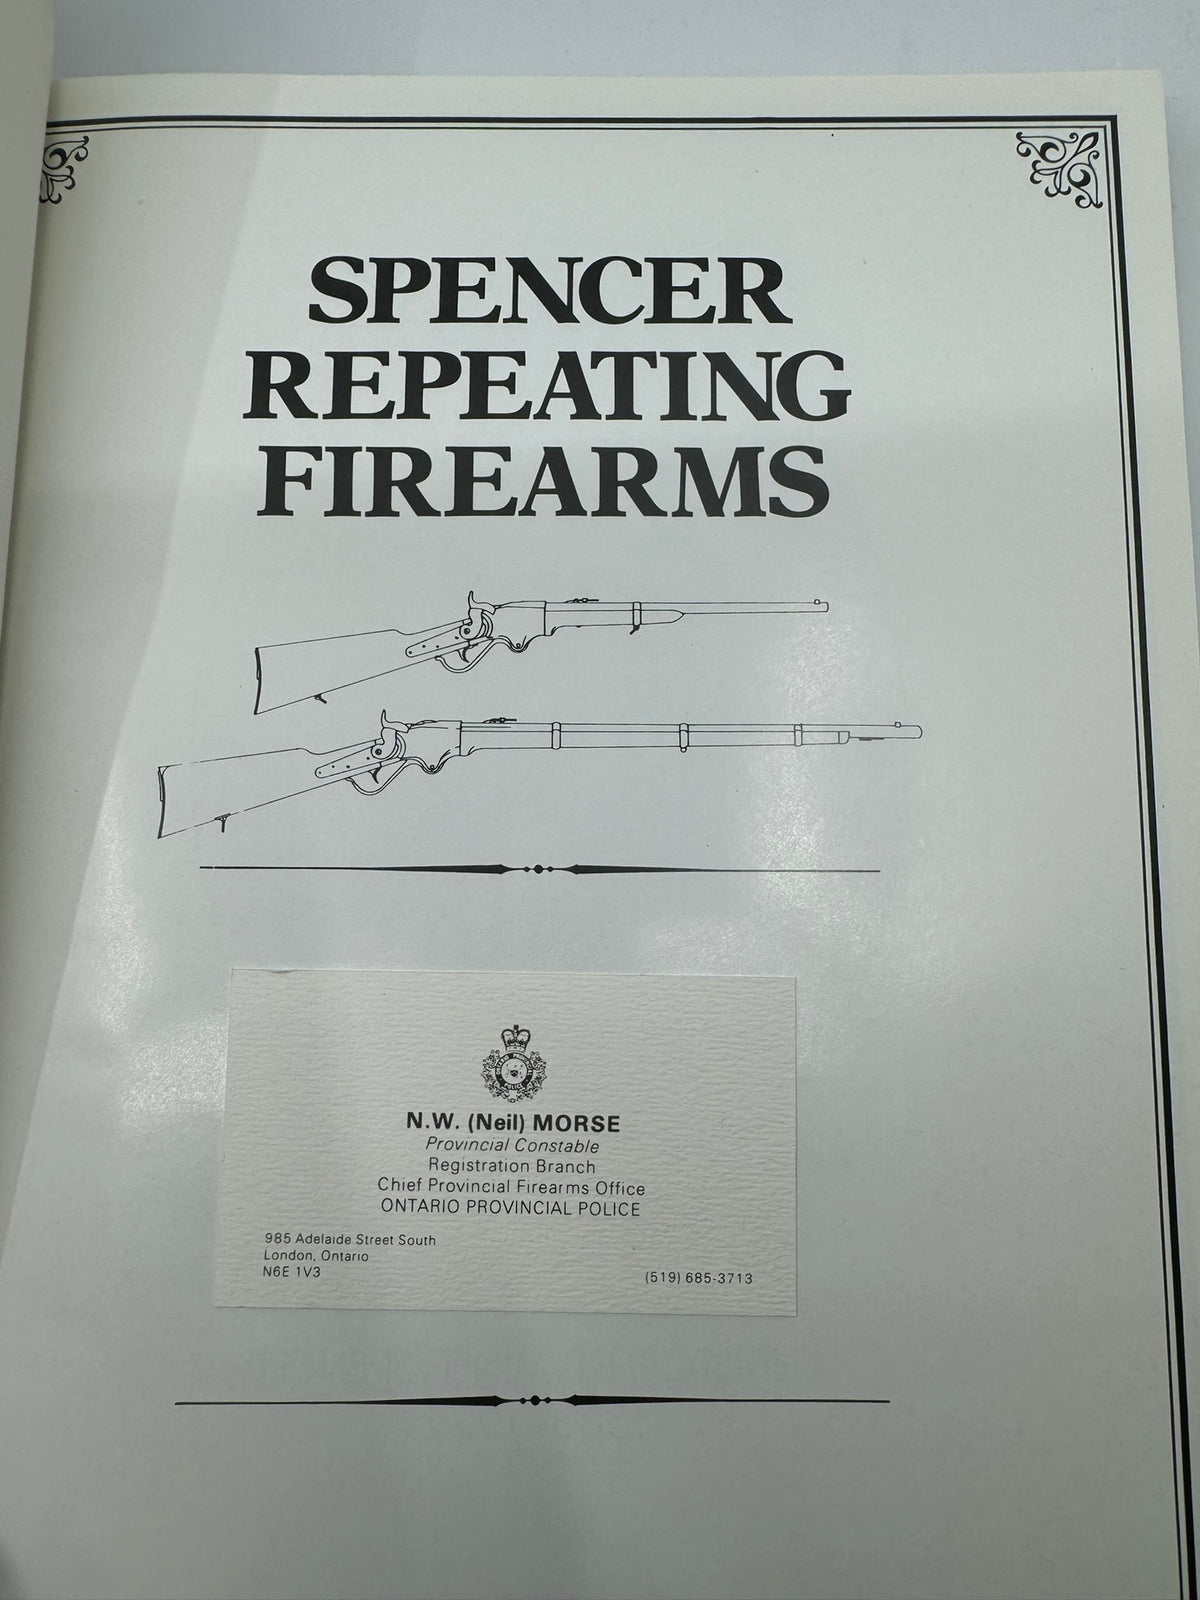 SPENCER
REPEATING
FIREARMS
N.W. (Neil) MORSE
Provincial Constable
Registration Branch
Chief Provincial Firearms Office
ONTARIO PROVINCIAL POLICE
985 Adelaide Street South
London, Ontario
N6E 1V3
(519) 685-3713